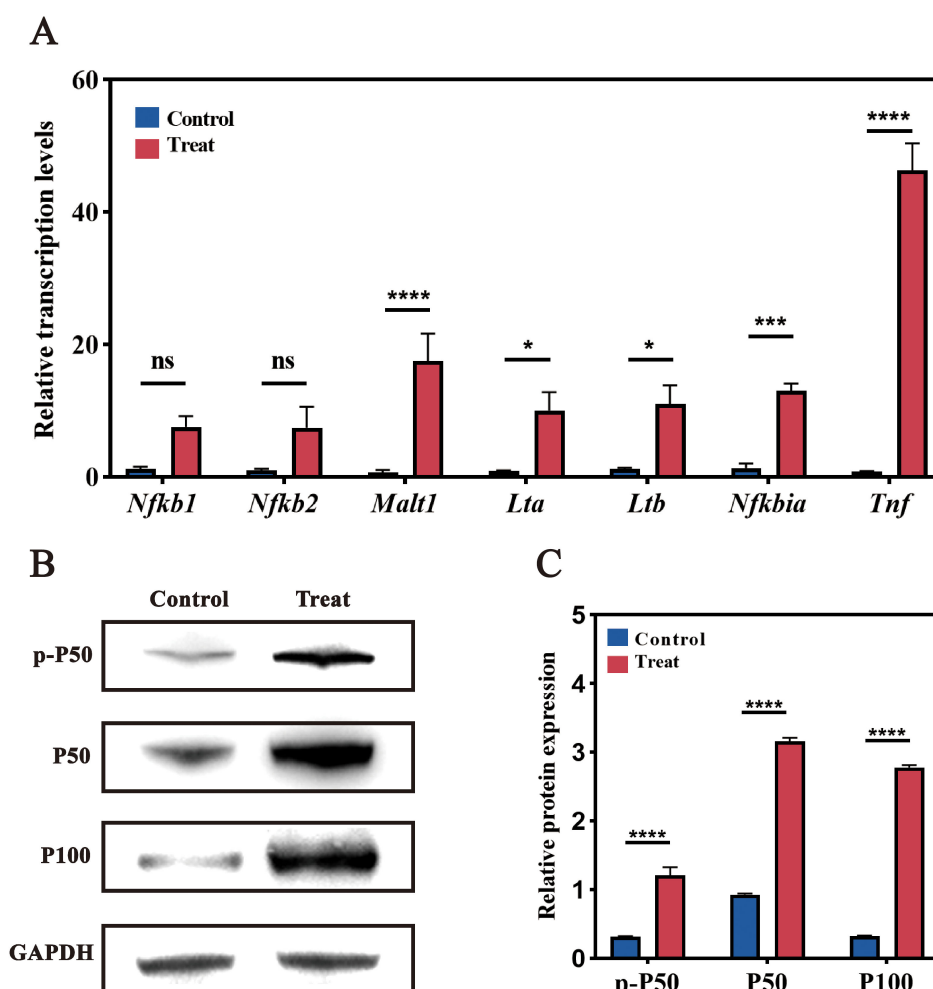 A
Relative transcription levels
60
40
20
0
Control
Treat
ns
ns
****
*
*
***
****
Nfkb1 Nfkb2 Malt1 Lta Ltb Nfkbia Tnf
B
Control Treat
p-P50
P50
P100
GAPDH
C
Relative protein expression
5
4
3
2
1
0
Control
Treat
****
****
****
p-P50 P50 P100